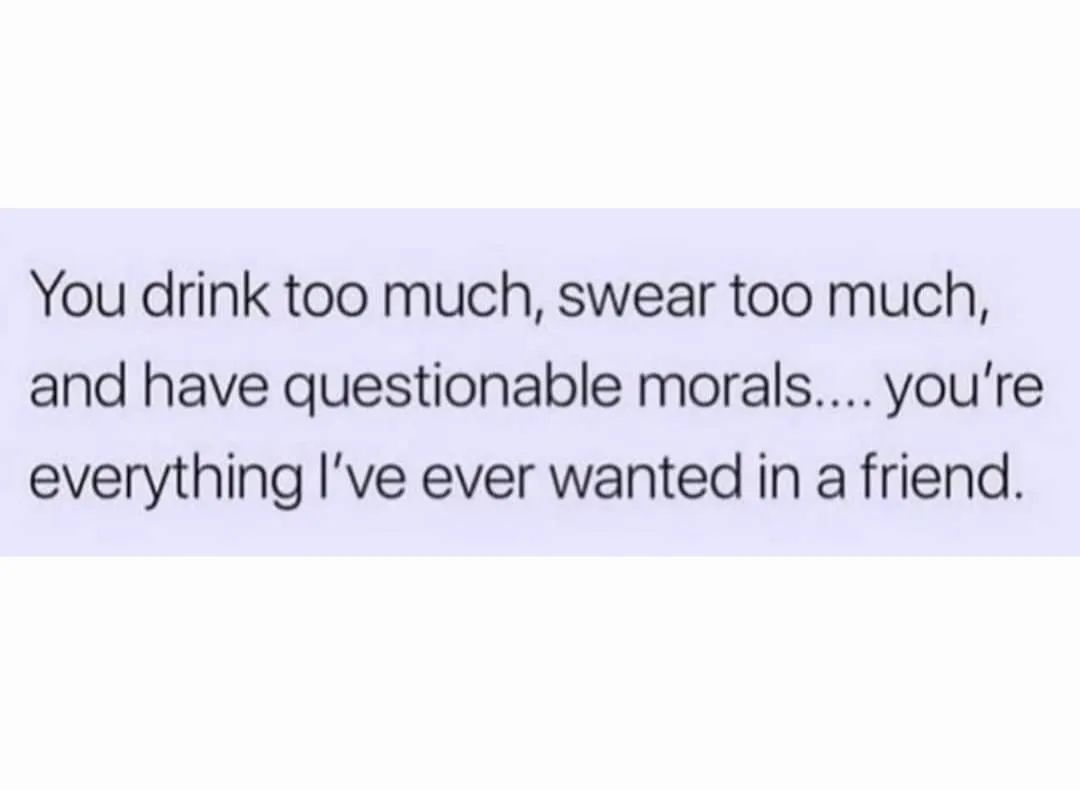 You drink too much, swear too much,
and have questionable morals.... you’re
everything I’ve ever wanted in a friend.